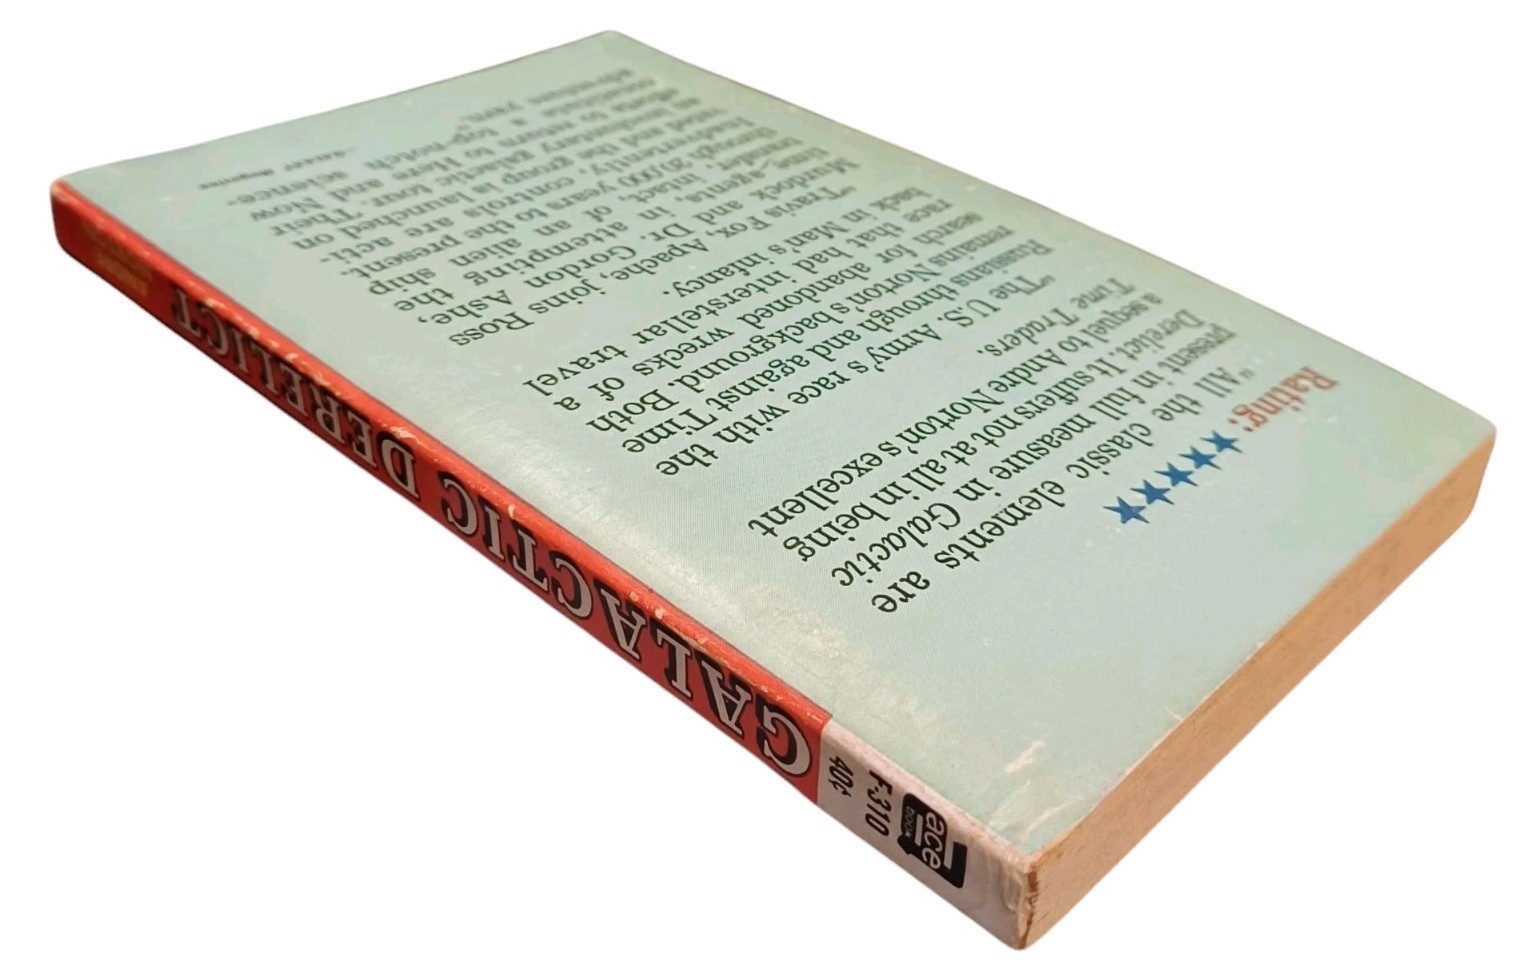 Rating: ★★★★★
"All the classic elements are
present in full measure in Galactic
Derelict. It suffers not at all in being
a sequel to Andre Norton's excellent
Time Traders.
"The U.S. Army's race with the
Russians through and against Time
remains Norton's background. Both
search for abandoned wrecks of a
race that had interstellar travel
back in Man's infancy.
"Travis Fox, Apache, joins Ross
Murdock and Dr. Gordon Ashe,
time-agents, in attempting the
transfer, intact, of an alien ship
through 20,000 years to the present.
Inadvertently, controls are acti-
vated and the group is launched on
an involuntary galactic tour. Their
efforts to return to Here and Now
constitute a top-notch science-
adventure yarn."
Magazine
ace
book
F-310
40¢
GALACTIC DERELICT